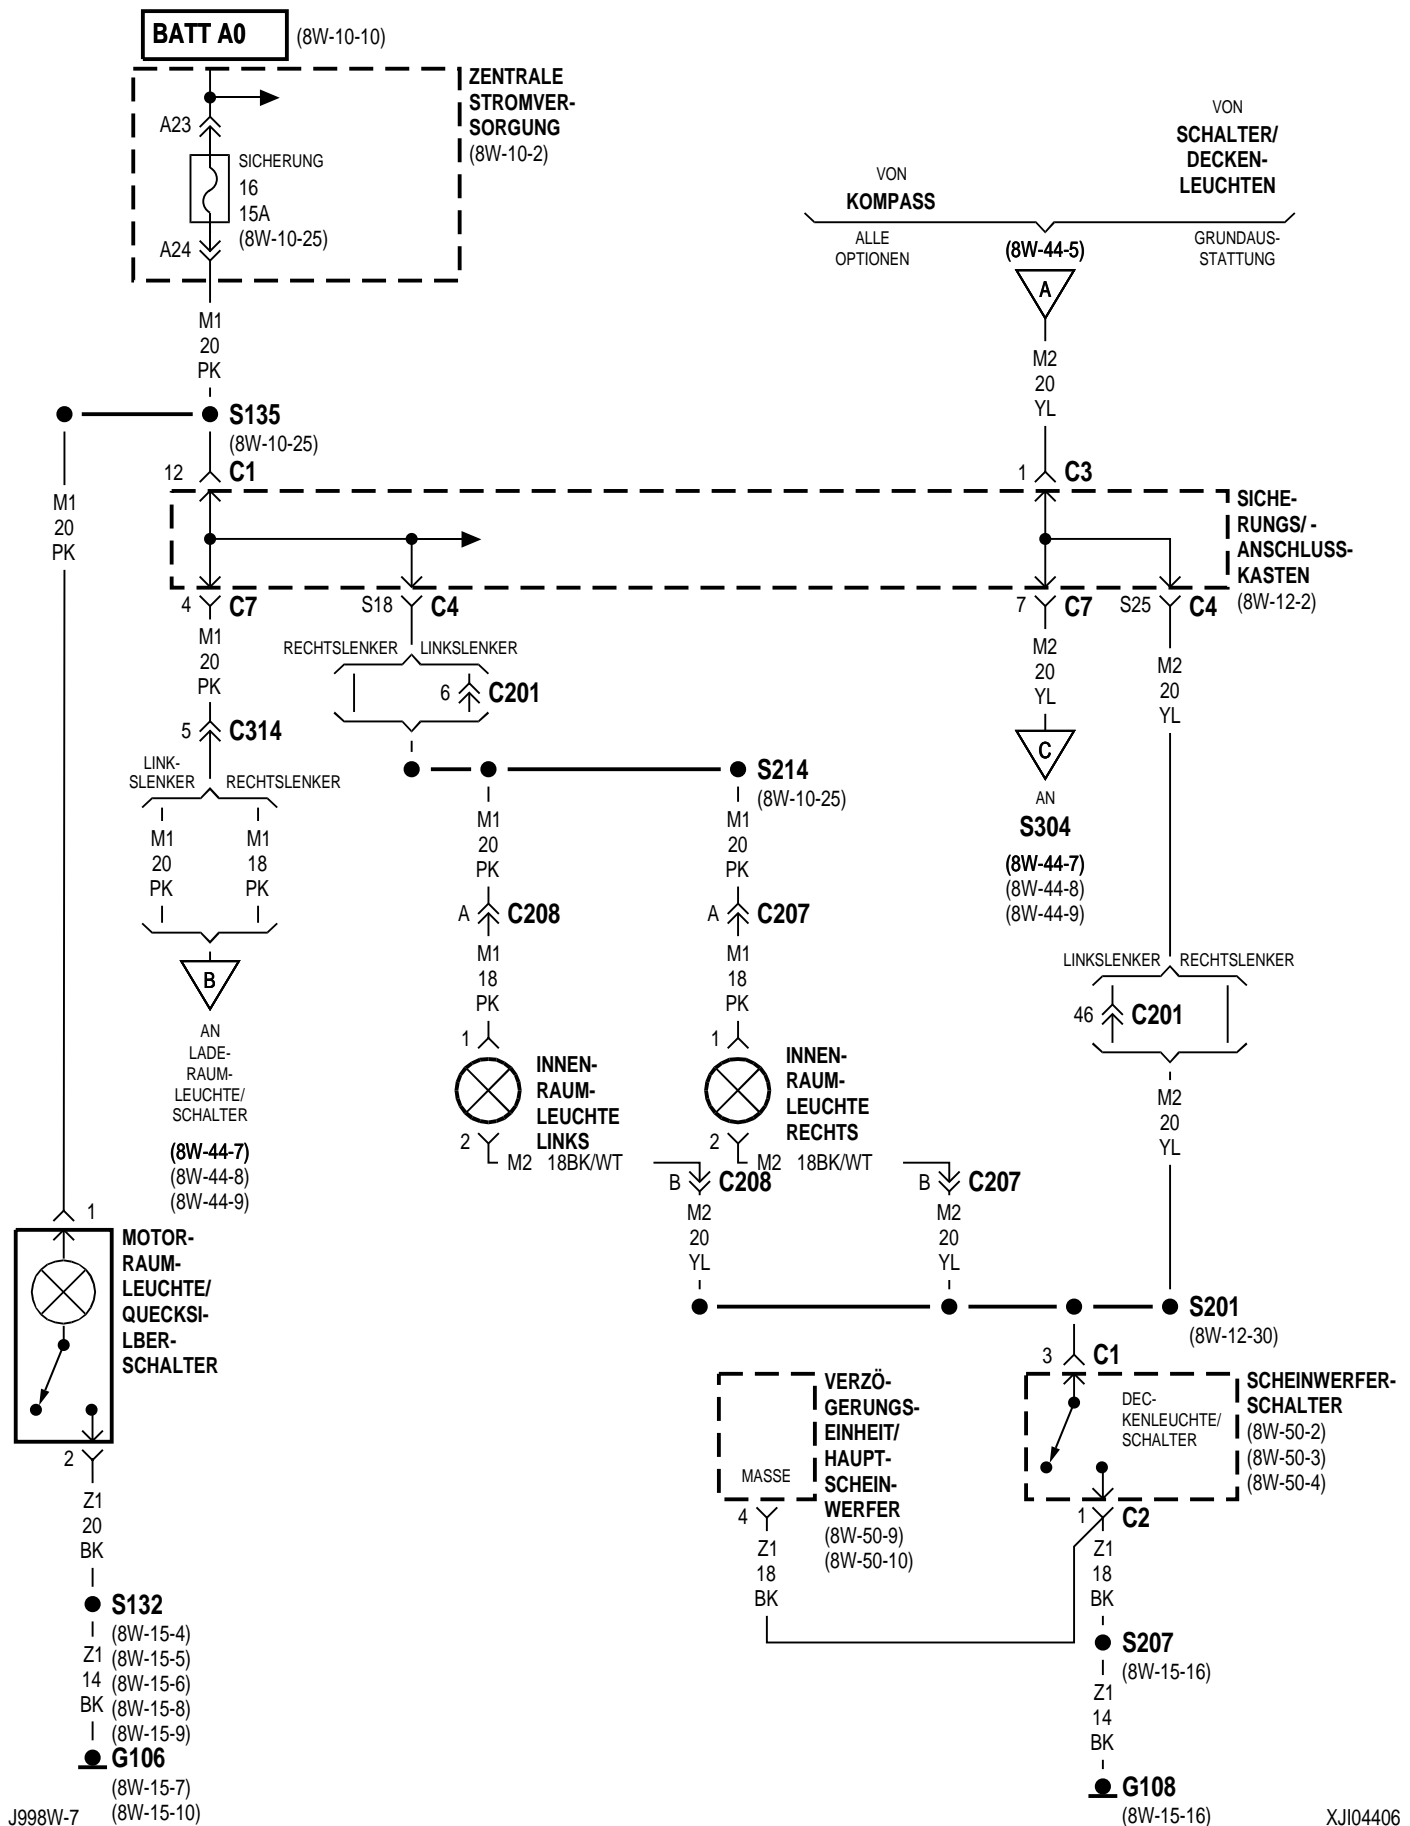 BATT A0
(8W-10-10)
ZENTRALE
STROMVER-
SORGUNG
(8W-10-2)
A23
SICHERUNG
16
15A
(8W-10-25)
A24
VON
SCHALTER/
DECKEN-
LEUCHTEN
VON
KOMPASS
ALLE
OPTIONEN
(8W-44-5)
GRUNDAUS-
STATTUNG
A
M1
20
PK
M2
20
YL
S135
(8W-10-25)
12
C1
1
C3
M1
20
PK
SICHE-
RUNGS/ -
ANSCHLUSS-
KASTEN
(8W-12-2)
4
C7
S18
C4
7
C7
S25
C4
M1
20
PK
RECHTSLENKER
LINKSLENKER
6
C201
M2
20
YL
M2
20
YL
5
C314
LINK-
SLENKER
RECHTSLENKER
M1
20
PK
M1
18
PK
B
AN
LADE-
RAUM-
LEUCHTE/
SCHALTER
(8W-44-7)
(8W-44-8)
(8W-44-9)
S214
(8W-10-25)
M1
20
PK
M1
20
PK
A
C208
A
C207
M1
18
PK
M1
18
PK
C
AN
S304
(8W-44-7)
(8W-44-8)
(8W-44-9)
LINKSLENKER
RECHTSLENKER
46
C201
M2
20
YL
1
INNEN-
RAUM-
LEUCHTE
LINKS
2
M2 18BK/WT
1
INNEN-
RAUM-
LEUCHTE
RECHTS
2
M2 18BK/WT
B
C208
B
C207
M2
20
YL
M2
20
YL
1
MOTOR-
RAUM-
LEUCHTE/
QUECKSI-
LBER-
SCHALTER
2
S201
(8W-12-30)
3
C1
VERZÖ-
GERUNGS-
EINHEIT/
HAUPT-
SCHEIN-
WERFER
(8W-50-9)
(8W-50-10)
MASSE
4
DEC-
KENLEUCHTE/
SCHALTER
SCHEINWERFER-
SCHALTER
(8W-50-2)
(8W-50-3)
(8W-50-4)
1
C2
Z1
20
BK
Z1
18
BK
Z1
18
BK
S132
(8W-15-4)
(8W-15-5)
(8W-15-6)
(8W-15-8)
(8W-15-9)
Z1
14
BK
G106
(8W-15-7)
(8W-15-10)
S207
(8W-15-16)
Z1
14
BK
G108
(8W-15-16)
J998W-7
XJI04406